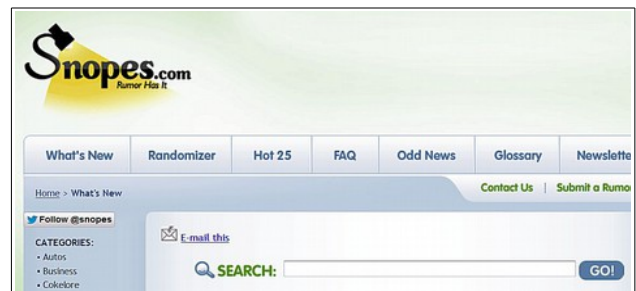 Snopes.com
Rumor Has It
What's New Randomizer Hot 25 FAQ Odd News Glossary Newslette
Home > What's New Contact Us | Submit a Rumo
Follow @snopes
E-mail this
CATEGORIES:
• Autos
SEARCH: GO!
• Business
• Cokelore